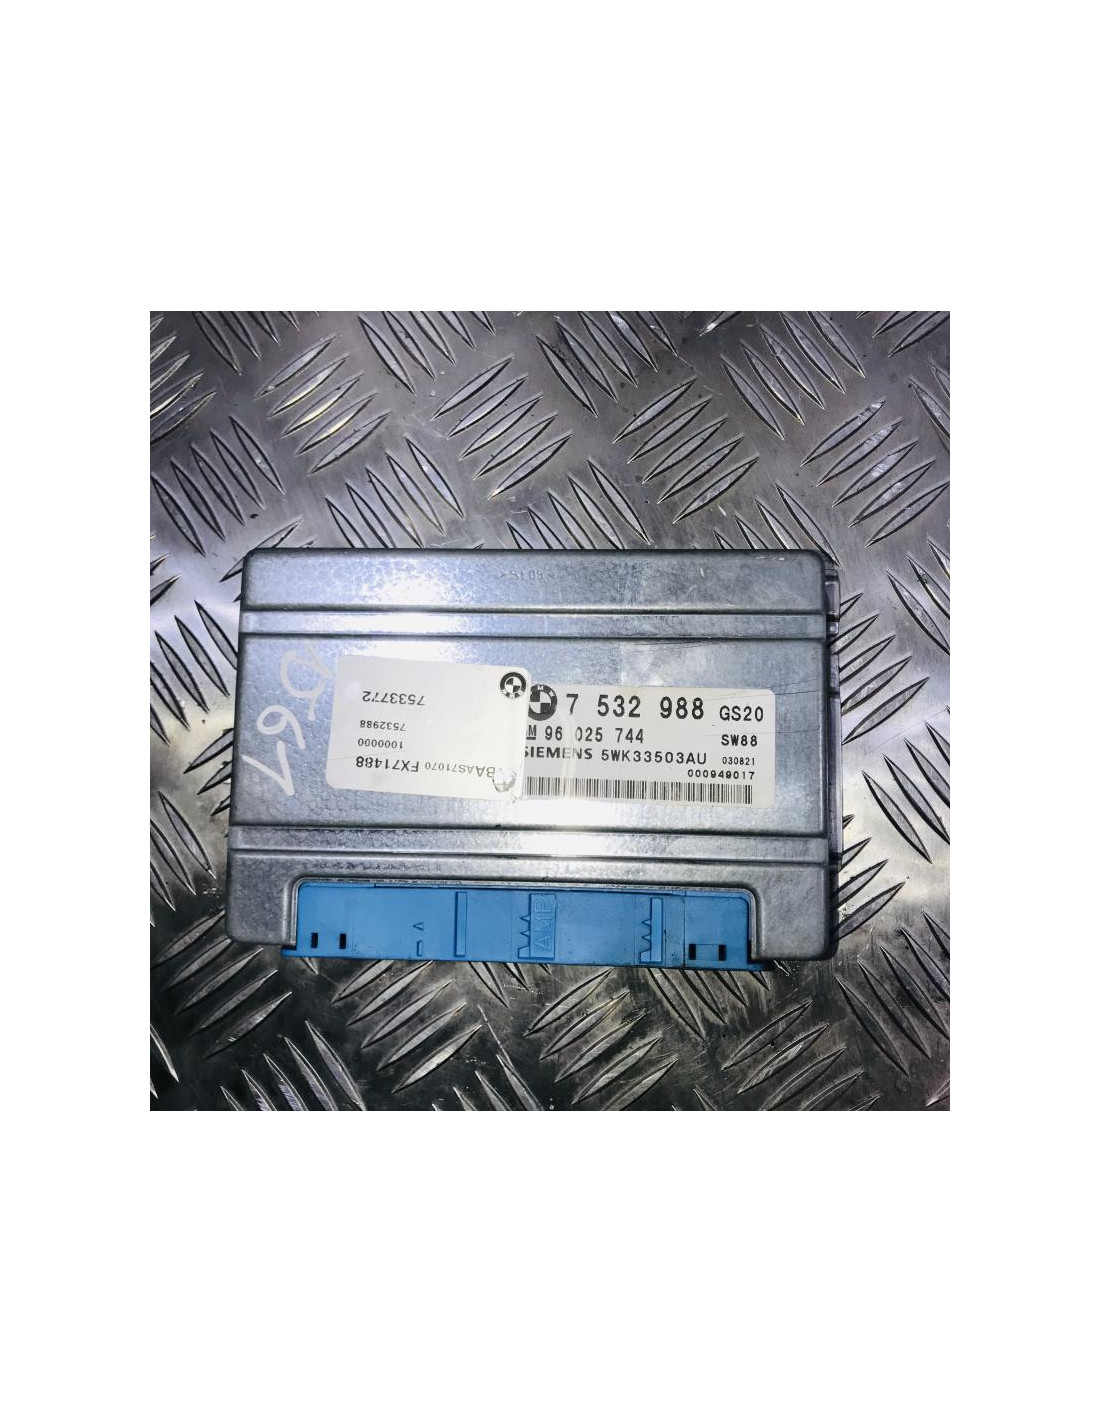 7 532 988 GS20
96 025 744 SW88
SIEMENS 5WK33503AU 030821
000949017
7533772
7532988
1000000
BAAS71070 FX71488
AMP